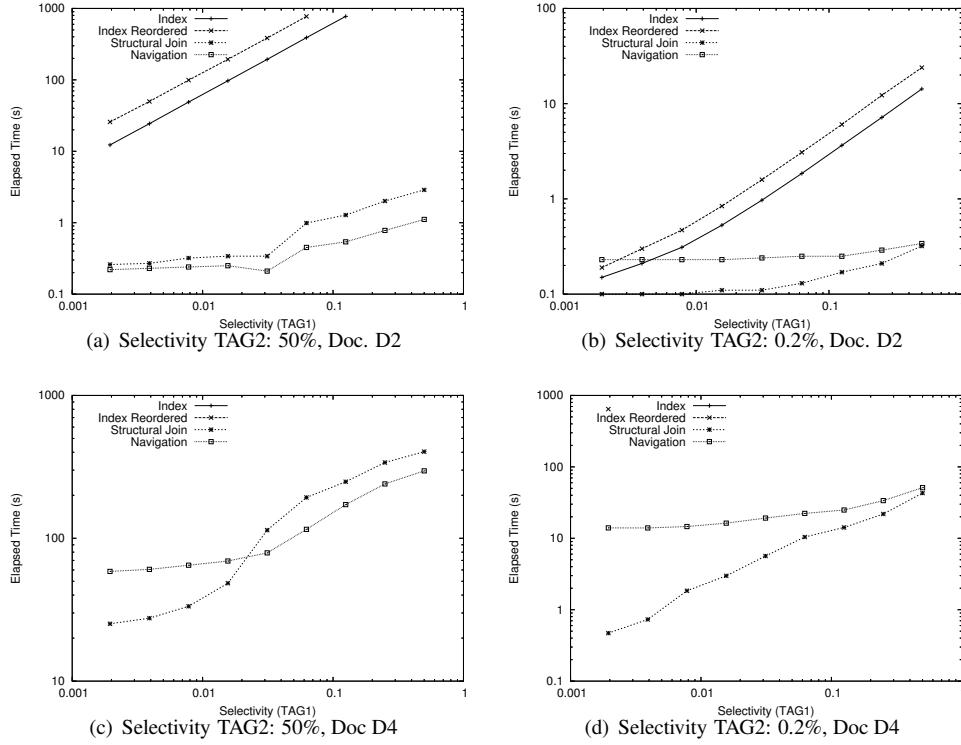 Index
Index Reordered
Structural Join
Navigation
1000
100
10
1
0.1
0.001
0.01
0.1
1
Elapsed Time (s)
Selectivity (TAG1)
(a) Selectivity TAG2: 50%, Doc. D2
Index
Index Reordered
Structural Join
Navigation
100
10
1
0.1
0.001
0.01
0.1
1
Elapsed Time (s)
Selectivity (TAG1)
(b) Selectivity TAG2: 0.2%, Doc. D2
Index
Index Reordered
Structural Join
Navigation
1000
100
10
0.001
0.01
0.1
1
Elapsed Time (s)
Selectivity (TAG1)
(c) Selectivity TAG2: 50%, Doc D4
Index
Index Reordered
Structural Join
Navigation
1000
100
10
1
0.1
0.001
0.01
0.1
1
Elapsed Time (s)
Selectivity (TAG1)
(d) Selectivity TAG2: 0.2%, Doc D4